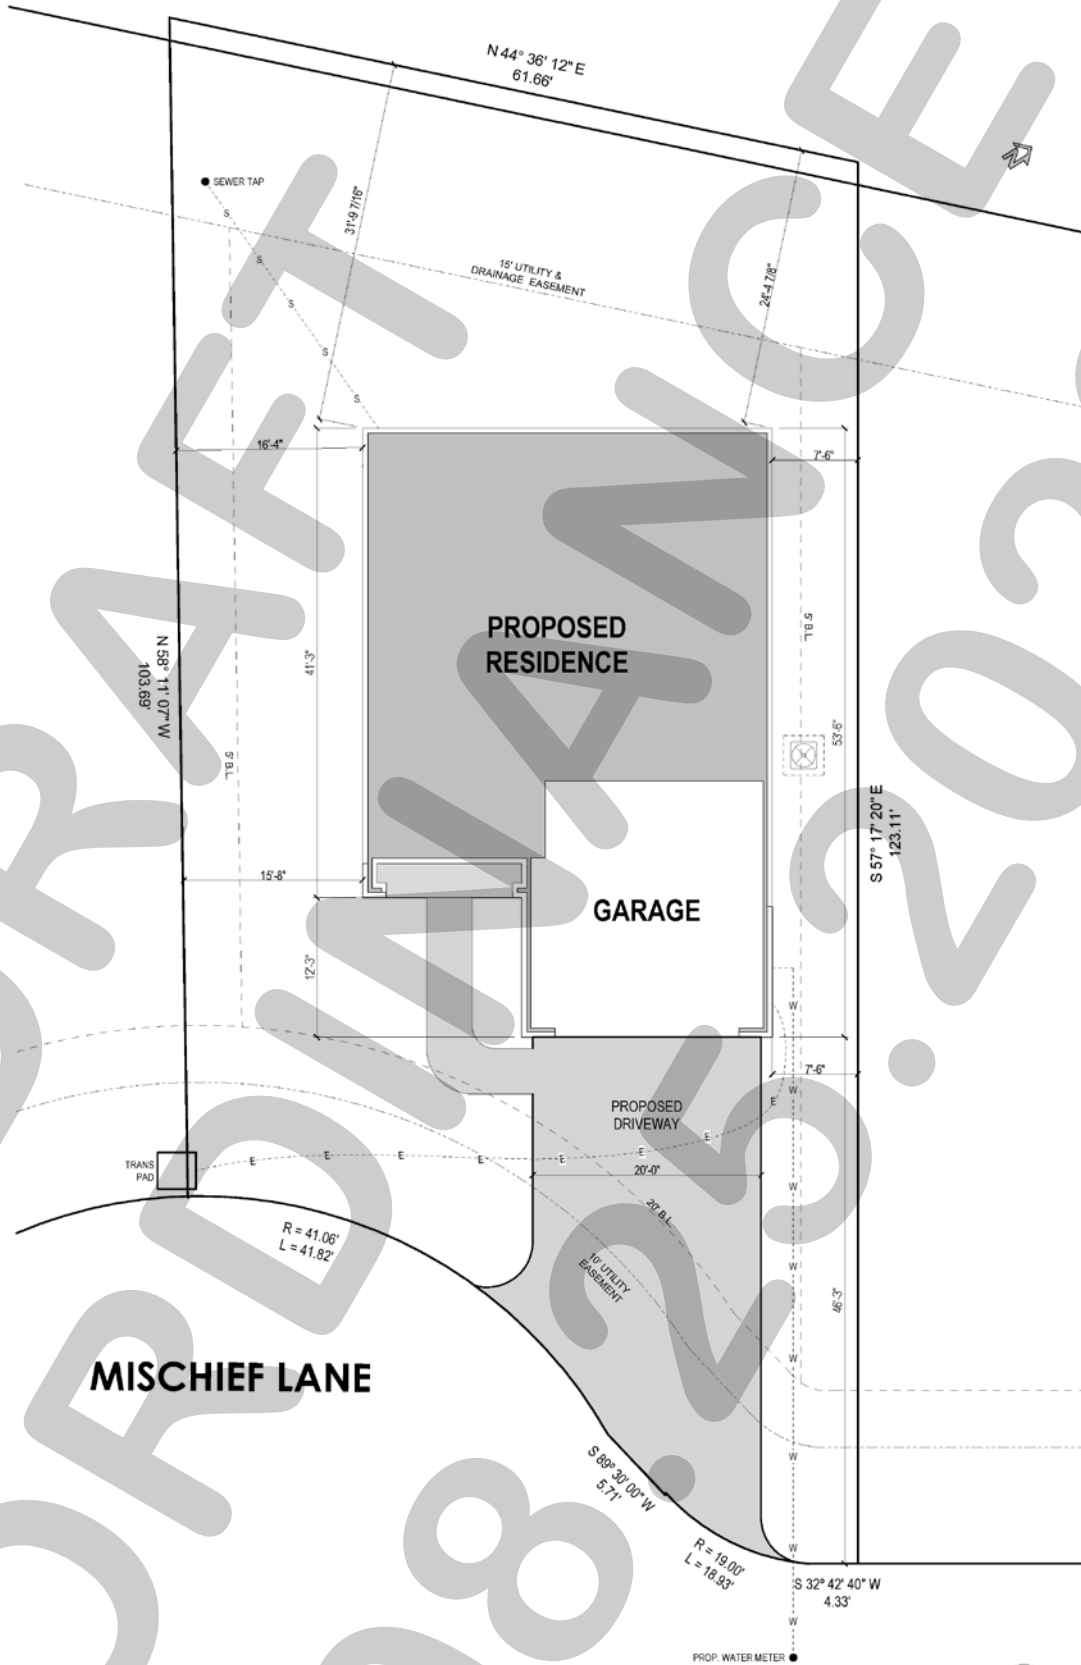 N 44° 36' 12" E
61.66'
SEWER TAP
S
S
S
S
S
31'-9 7/16"
15' UTILITY &
DRAINAGE EASEMENT
24'-4 7/8"
16'-4"
7'-6"
PROPOSED
RESIDENCE
41'-3"
5' B.L.
N 58° 11' 07" W
103.69'
5' B.L.
53'-6"
S 57° 17' 20" E
123.11'
15'-8"
GARAGE
12'-3"
W
7'-6"
W
E
PROPOSED
DRIVEWAY
TRANS
PAD
E
E
E
E
E
E
E
20'-0"
W
20' B.L.
R = 41.06'
L = 41.82'
10' UTILITY
EASEMENT
W
46'-3"
W
MISCHIEF LANE
W
S 89° 30' 00" W
5.71'
W
R = 19.00'
L = 18.93'
S 32° 42' 40" W
4.33'
W
PROP. WATER METER
DRAFT
ORDINANCE
08.25.202